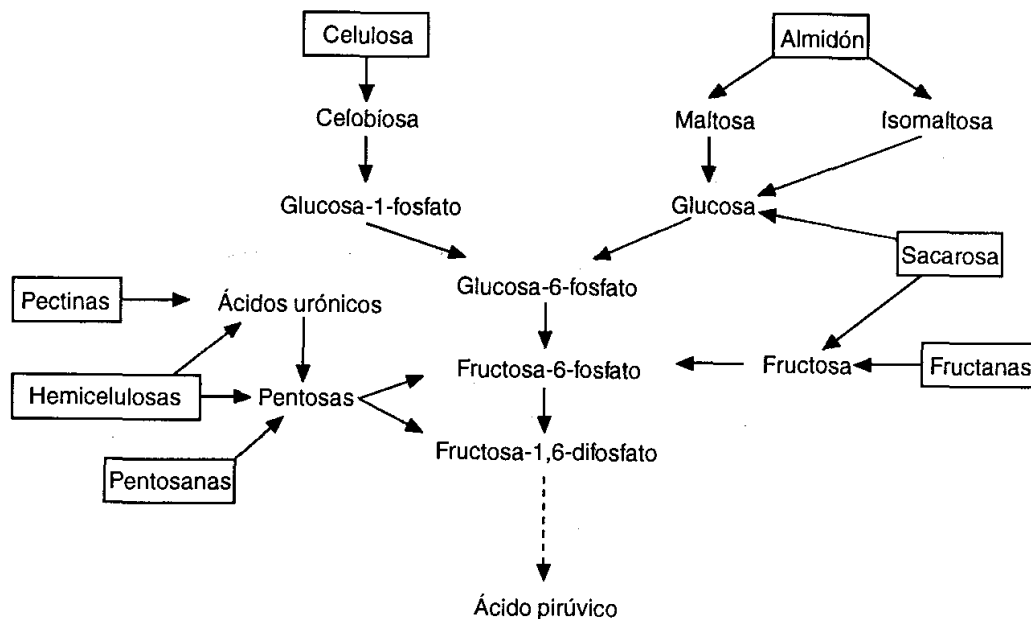 Celulosa
Almidón
Celobiosa
Maltosa
Isomaltosa
Glucosa-1-fosfato
Glucosa
Sacarosa
Glucosa-6-fosfato
Pectinas
Ácidos urónicos
Fructosa-6-fosfato
Fructosa
Fructanas
Hemicelulosas
Pentosas
Fructosa-1,6-difosfato
Pentosanas
Ácido pirúvico